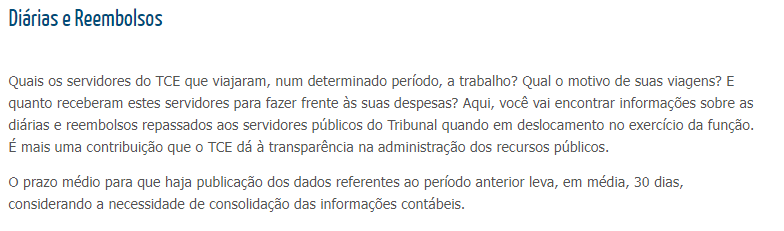 Diárias e Reembolsos
Quais os servidores do TCE que viajaram, num determinado período, a trabalho? Qual o motivo de suas viagens? E
quanto receberam estes servidores para fazer frente às suas despesas? Aqui, você vai encontrar informações sobre as
diárias e reembolsos repassados aos servidores públicos do Tribunal quando em deslocamento no exercício da função.
É mais uma contribuição que o TCE dá à transparência na administração dos recursos públicos.
O prazo médio para que haja publicação dos dados referentes ao período anterior leva, em média, 30 dias,
considerando a necessidade de consolidação das informações contábeis.